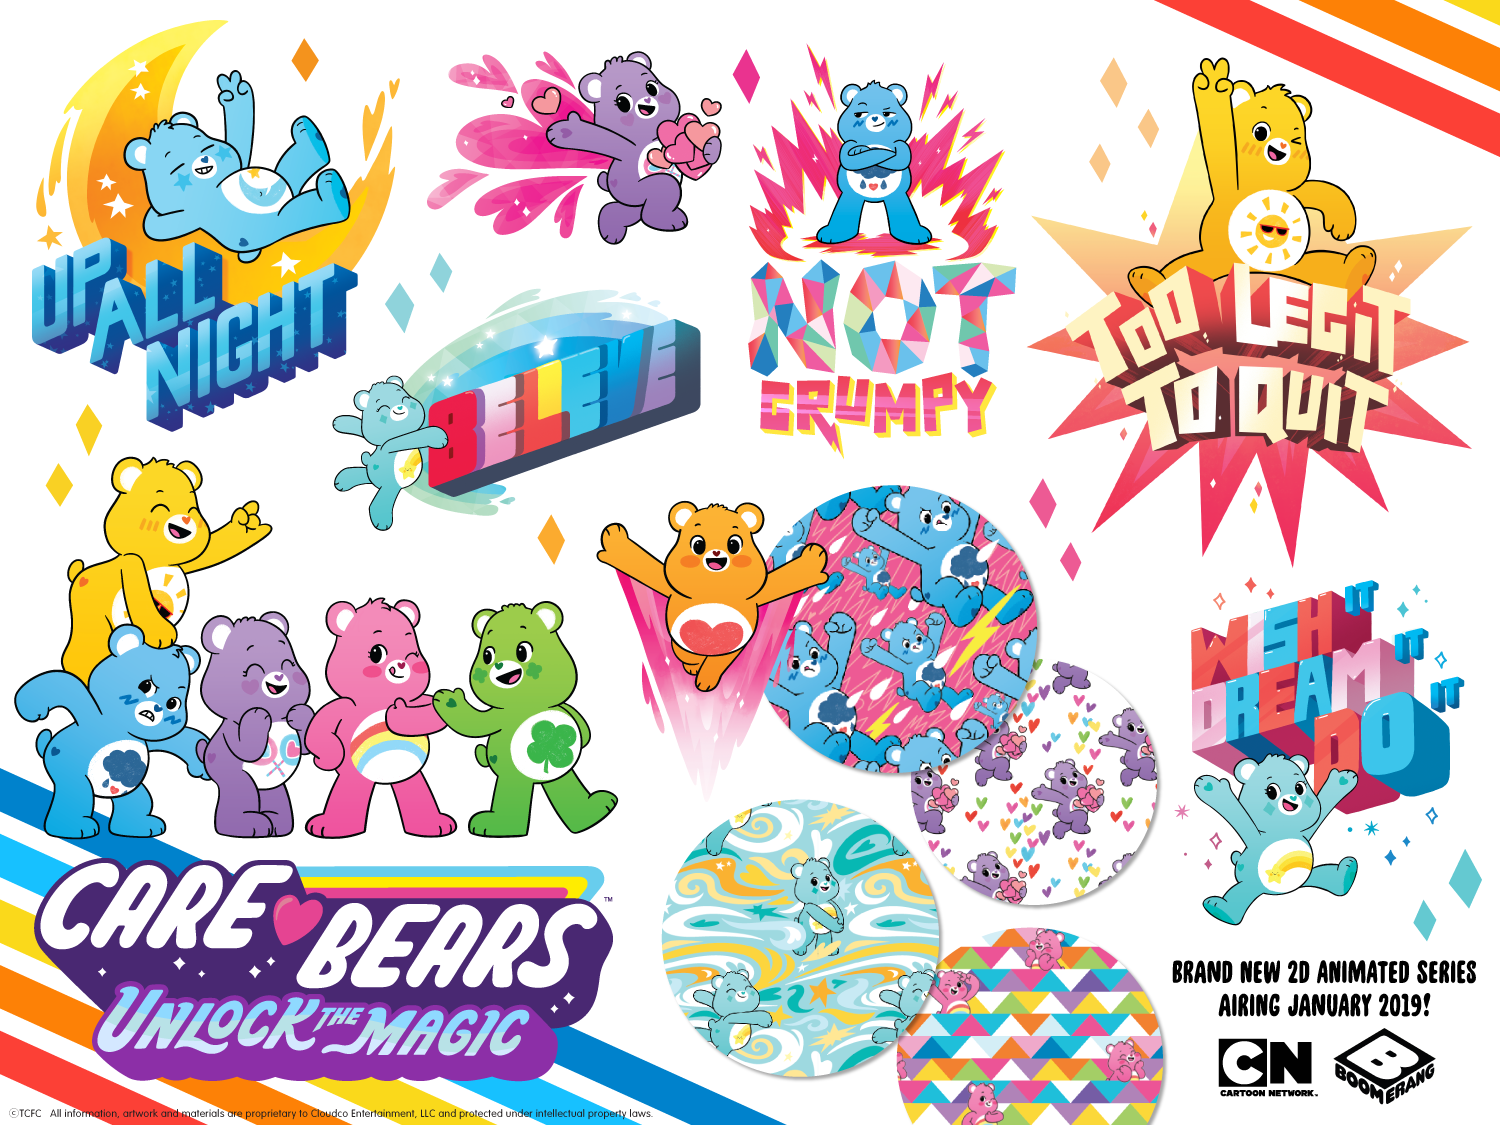 UP
ALL
NIGHT
BELIEVE
NOT
GRUMPY
TOO LEGIT
TO QUIT
WISH IT
DREAM IT
DO IT
CARE BEARS™
UNLOCK THE MAGIC
BRAND NEW 2D ANIMATED SERIES
AIRING JANUARY 2019!
CN
CARTOON NETWORK™
B
BOOMERANG
©TCFC All information, artwork and materials are proprietary to Cloudco Entertainment, LLC and protected under intellectual property laws.